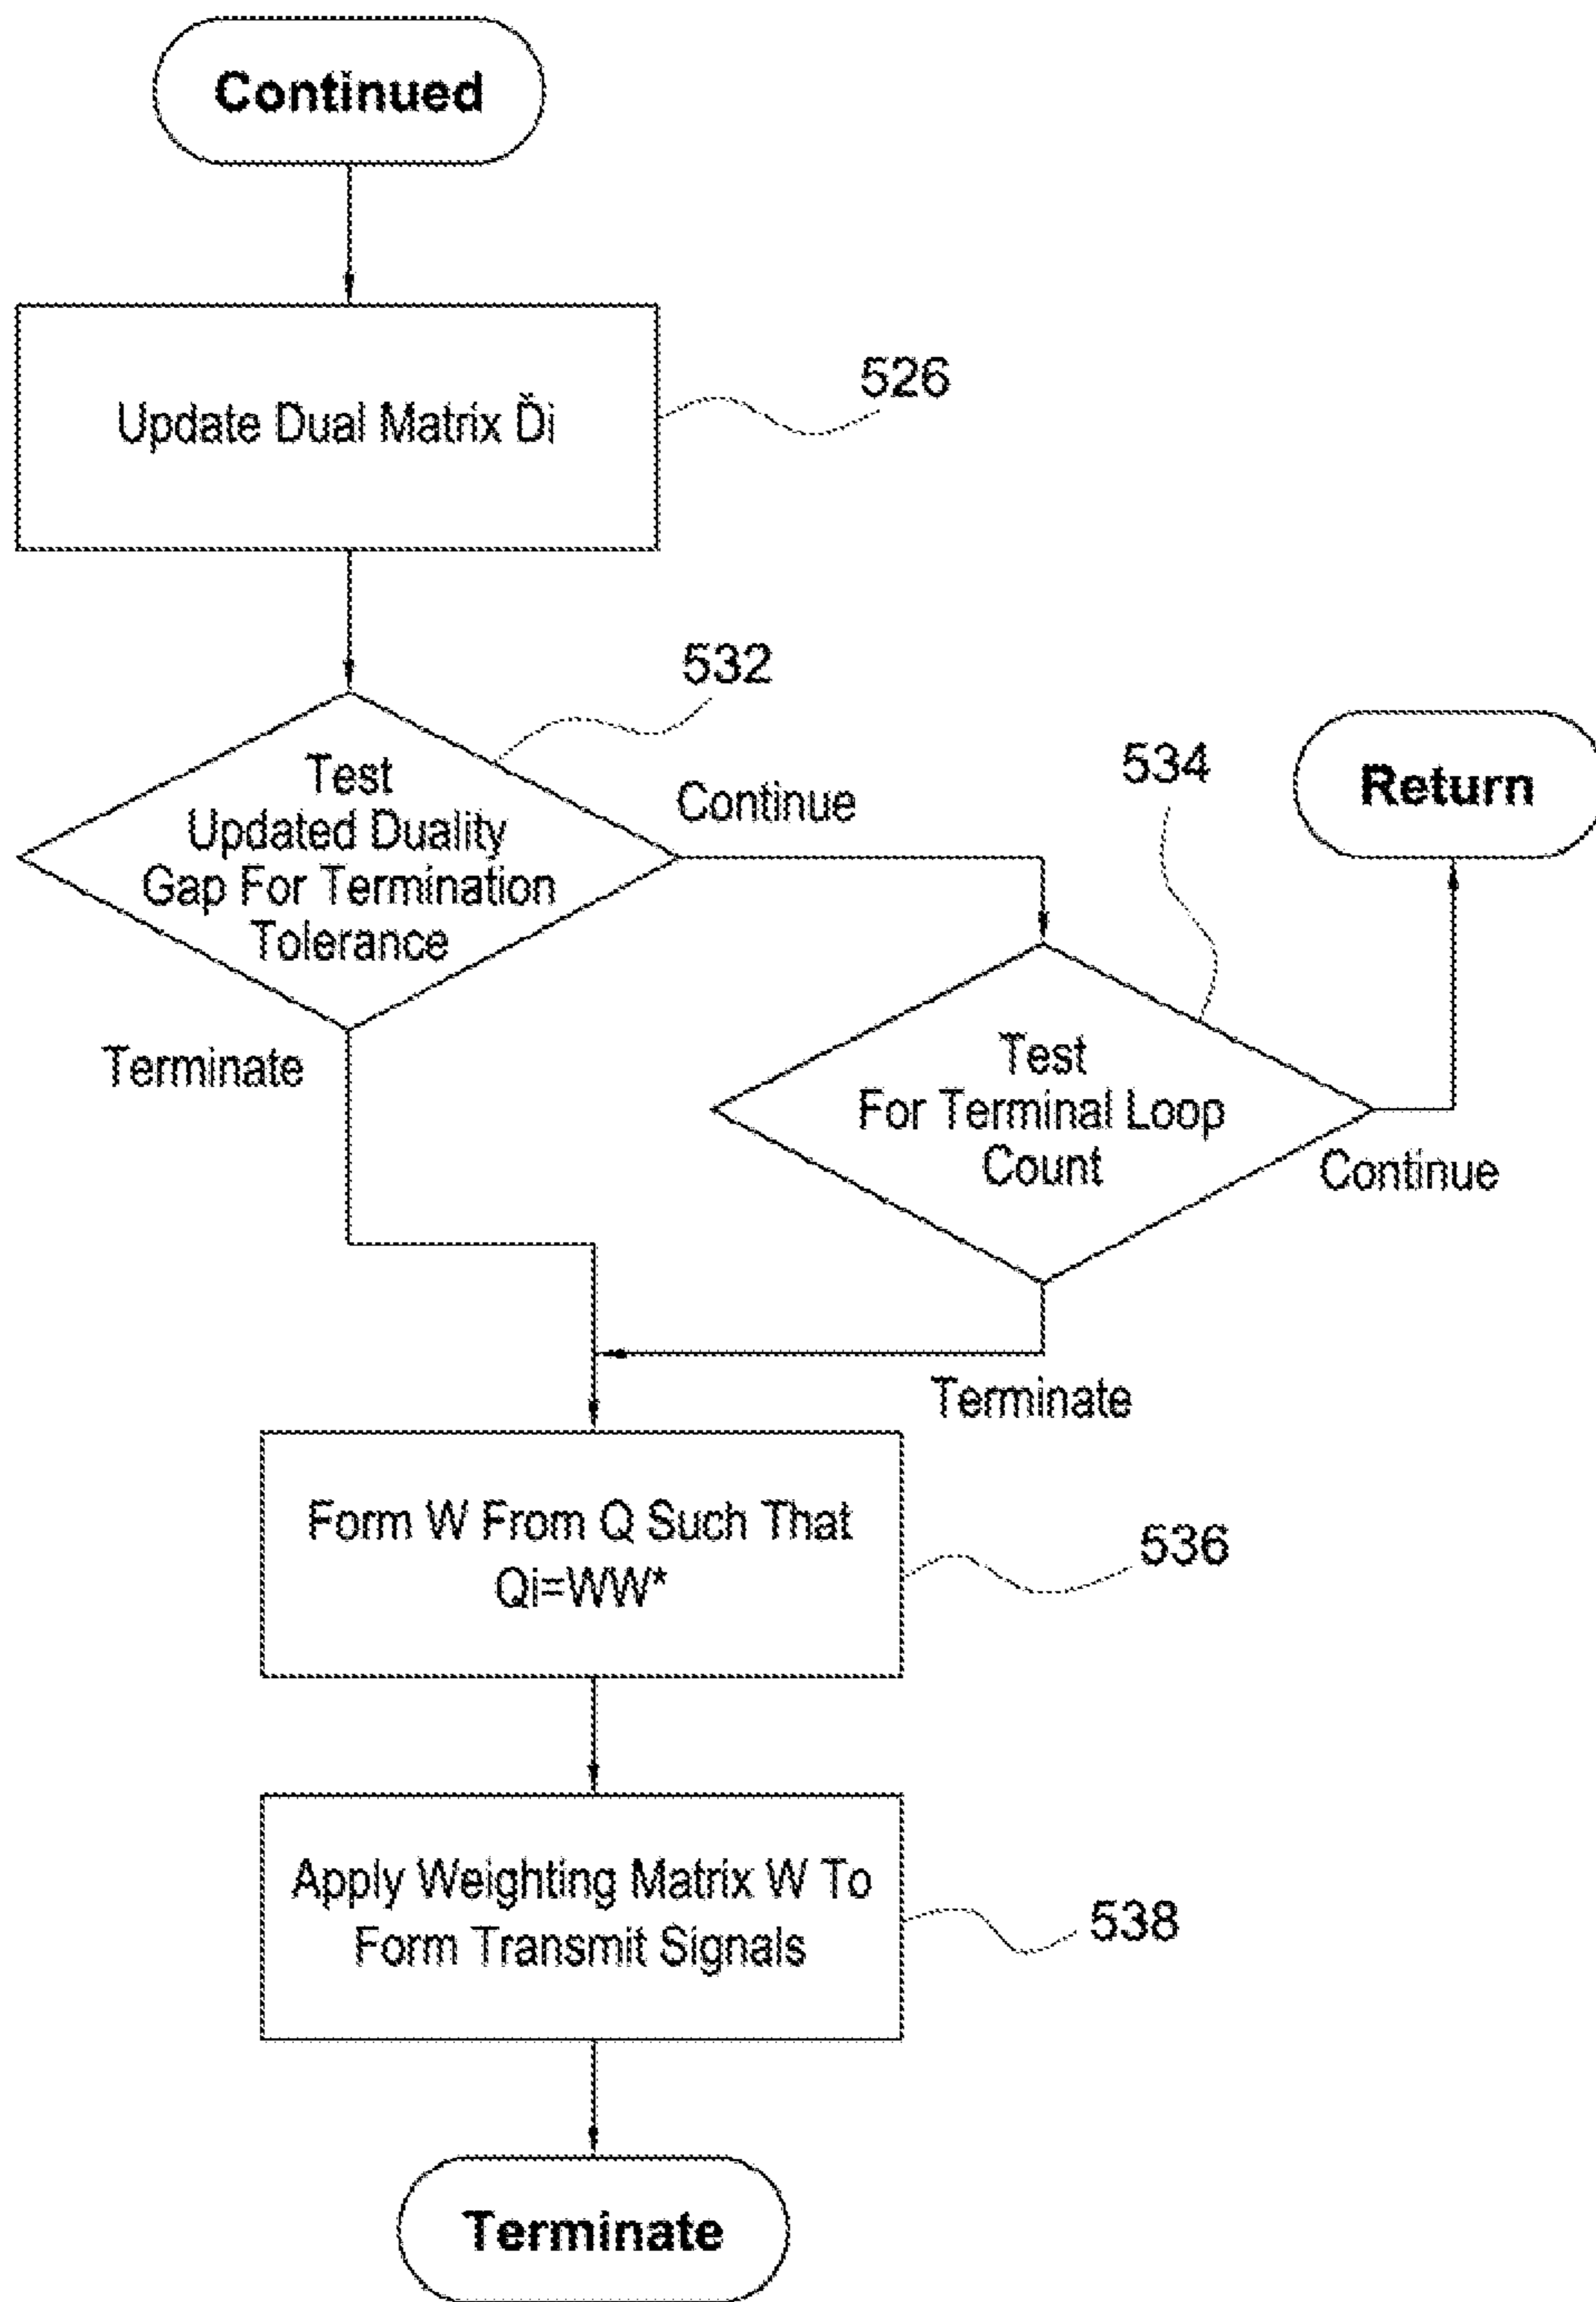 Continued
Update Dual Matrix Ďi
526
532
Test
Updated Duality
Gap For Termination
Tolerance
Continue
Terminate
534
Return
Test
For Terminal Loop
Count
Continue
Terminate
Form W From Q Such That
Qi=WW*
536
Apply Weighting Matrix W To
Form Transmit Signals
538
Terminate